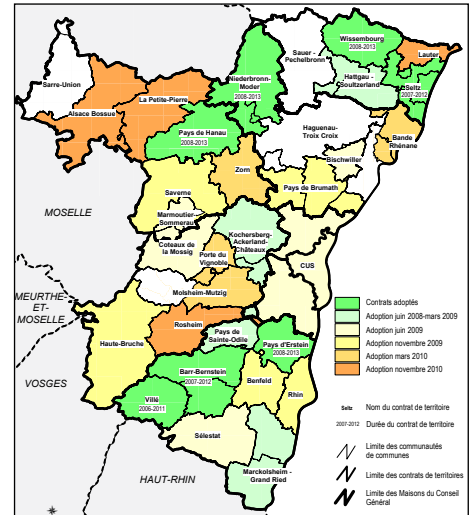 Wissembourg
2008-2013
Lauter
Sauer -
Pechelbronn
Hattgau -
Soultzerland
Seltz
2007-2012
Niederbronn-
Moder
2008-2013
Sarre-Union
La Petite-Pierre
Alsace Bossue
Pays de Hanau
2008-2013
Haguenau-
Troix Croix
Bischwiller
Bande
Rhénane
Zorn
Saverne
Pays de Brumath
MOSELLE
Marmoutier-
Sommerau
Kochersberg-
Ackerland-
Châteaux
Coteaux de
la Mossig
Porte du
Vignoble
CUS
Molsheim-Mutzig
MEURTHE-
ET-
MOSELLE
Rosheim
Haute-Bruche
Pays de
Sainte-Odile
Pays d'Erstein
2008-2013
VOSGES
Barr-Bernstein
2007-2012
Benfeld
Rhin
Villé
2006-2011
Sélestat
Marckolsheim -
Grand Ried
HAUT-RHIN
Contrats adoptés
Adoption juin 2008-mars 2009
Adoption juin 2009
Adoption novembre 2009
Adoption mars 2010
Adoption novembre 2010
Seltz Nom du contrat de territoire
2007-2012 Durée du contrat de territoire
Limite des communautés
de communes
Limite des contrats de territoire
Limite des Maisons du Conseil
Général